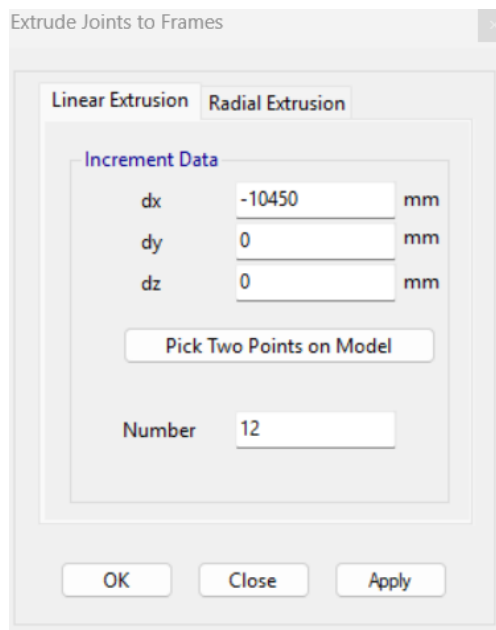 Extrude Joints to Frames
Linear Extrusion Radial Extrusion
Increment Data
dx -10450 mm
dy 0 mm
dz 0 mm
Pick Two Points on Model
Number 12
OK Close Apply